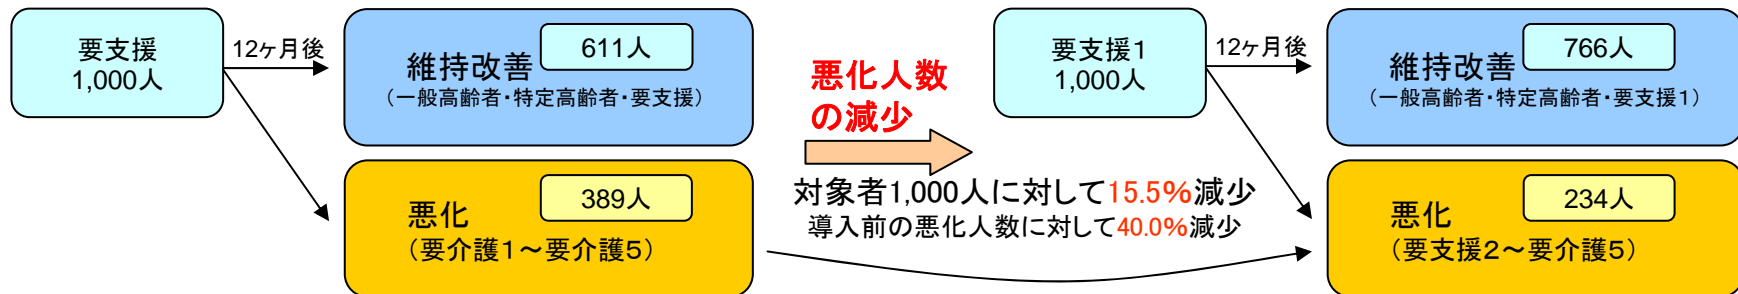 要支援
1,000人
12ヶ月後
維持改善
611人
(一般高齢者・特定高齢者・要支援)
悪化
389人
(要介護1～要介護5)
悪化人数
の減少
対象者1,000人に対して15.5%減少
導入前の悪化人数に対して40.0%減少
要支援1
1,000人
12ヶ月後
維持改善
766人
(一般高齢者・特定高齢者・要支援1)
悪化
234人
(要支援2～要介護5)